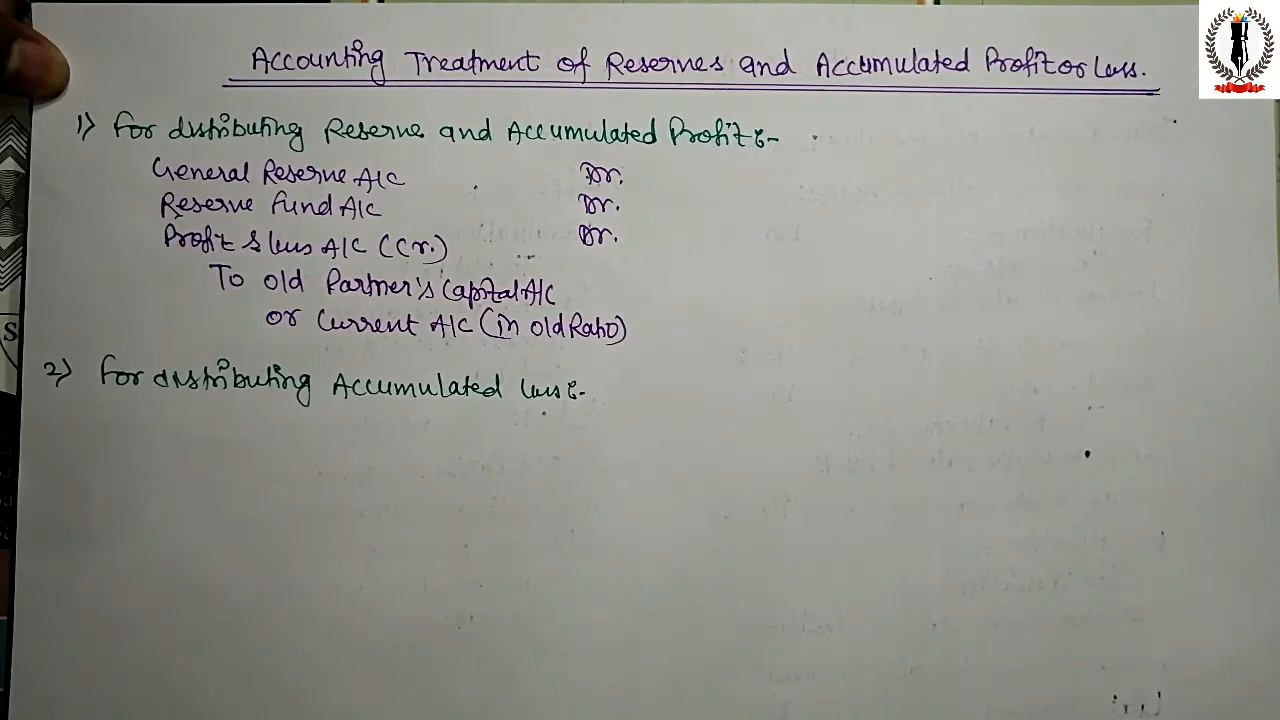 Accounting Treatment of Reserves and Accumulated Profit or Loss.
1) For distributing Reserve and Accumulated Profit :-
General Reserve A/C Dr.
Reserve Fund A/C Dr.
Profit & loss A/C (Cr.) Dr.
To old Partner's Capital A/C
or Current A/C (in old Ratio)
2) For distributing Accumulated loss :-
S